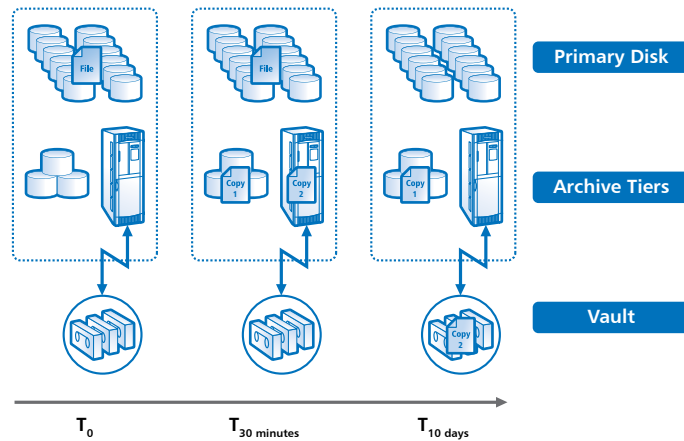 File
File
Primary Disk
Copy
1
Copy
2
Copy
1
Archive Tiers
Copy
2
Vault
T0
T30 minutes
T10 days